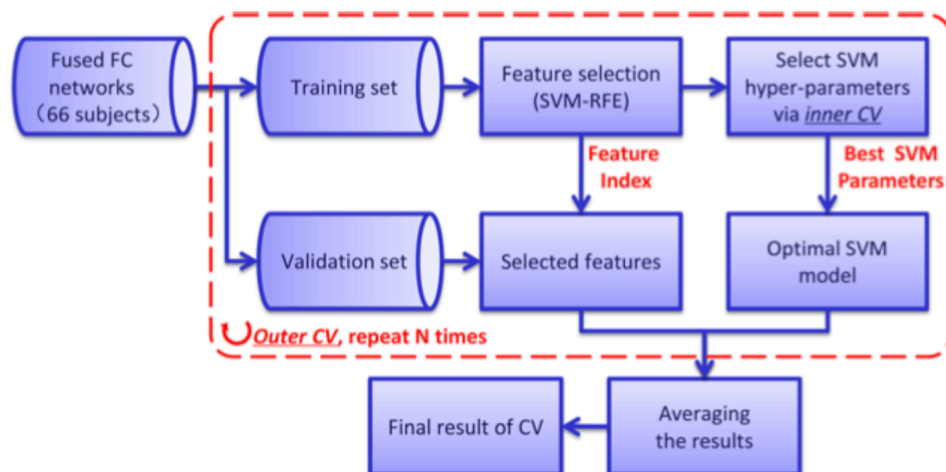 Fused FC
networks
（66 subjects）
Training set
Feature selection
(SVM-RFE)
Select SVM
hyper-parameters
via inner CV
Feature
Index
Best SVM
Parameters
Validation set
Selected features
Optimal SVM
model
Outer CV, repeat N times
Final result of CV
Averaging
the results